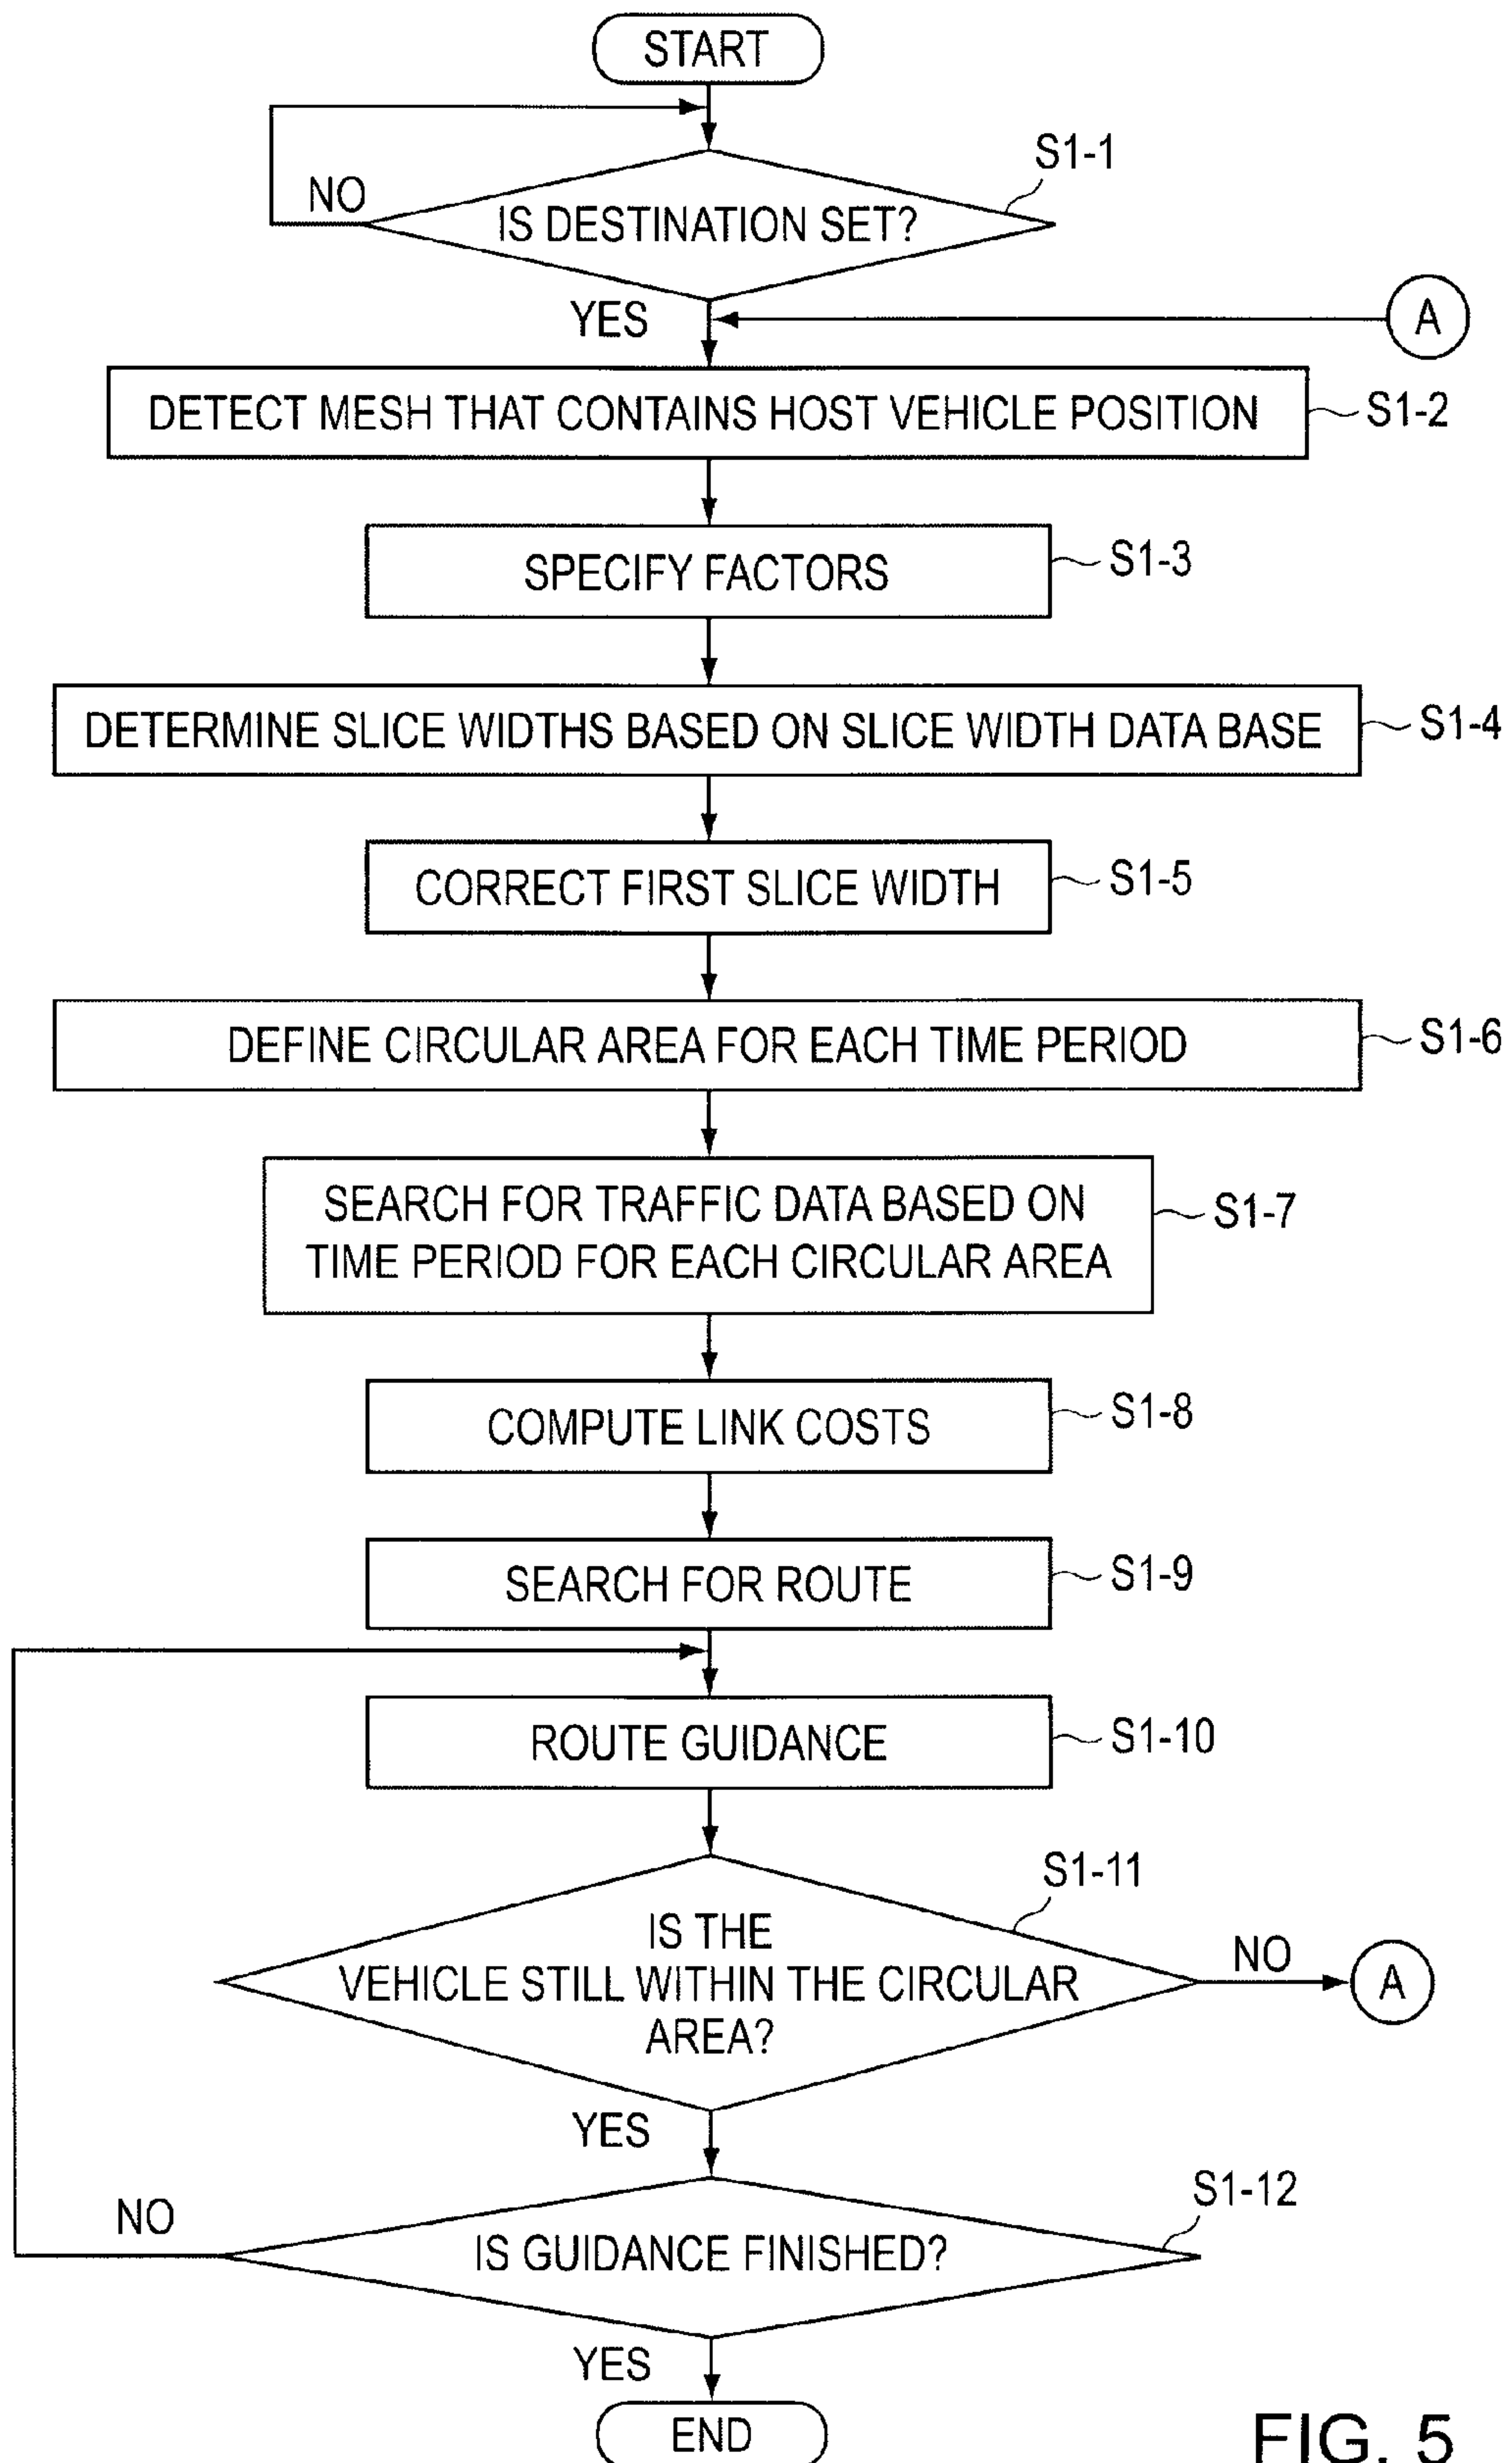 START
S1-1
NO
IS DESTINATION SET?
YES
A
DETECT MESH THAT CONTAINS HOST VEHICLE POSITION
S1-2
SPECIFY FACTORS
S1-3
DETERMINE SLICE WIDTHS BASED ON SLICE WIDTH DATA BASE
S1-4
CORRECT FIRST SLICE WIDTH
S1-5
DEFINE CIRCULAR AREA FOR EACH TIME PERIOD
S1-6
SEARCH FOR TRAFFIC DATA BASED ON
TIME PERIOD FOR EACH CIRCULAR AREA
S1-7
COMPUTE LINK COSTS
S1-8
SEARCH FOR ROUTE
S1-9
ROUTE GUIDANCE
S1-10
S1-11
IS THE
VEHICLE STILL WITHIN THE CIRCULAR
AREA?
NO
A
YES
S1-12
NO
IS GUIDANCE FINISHED?
YES
END
FIG. 5